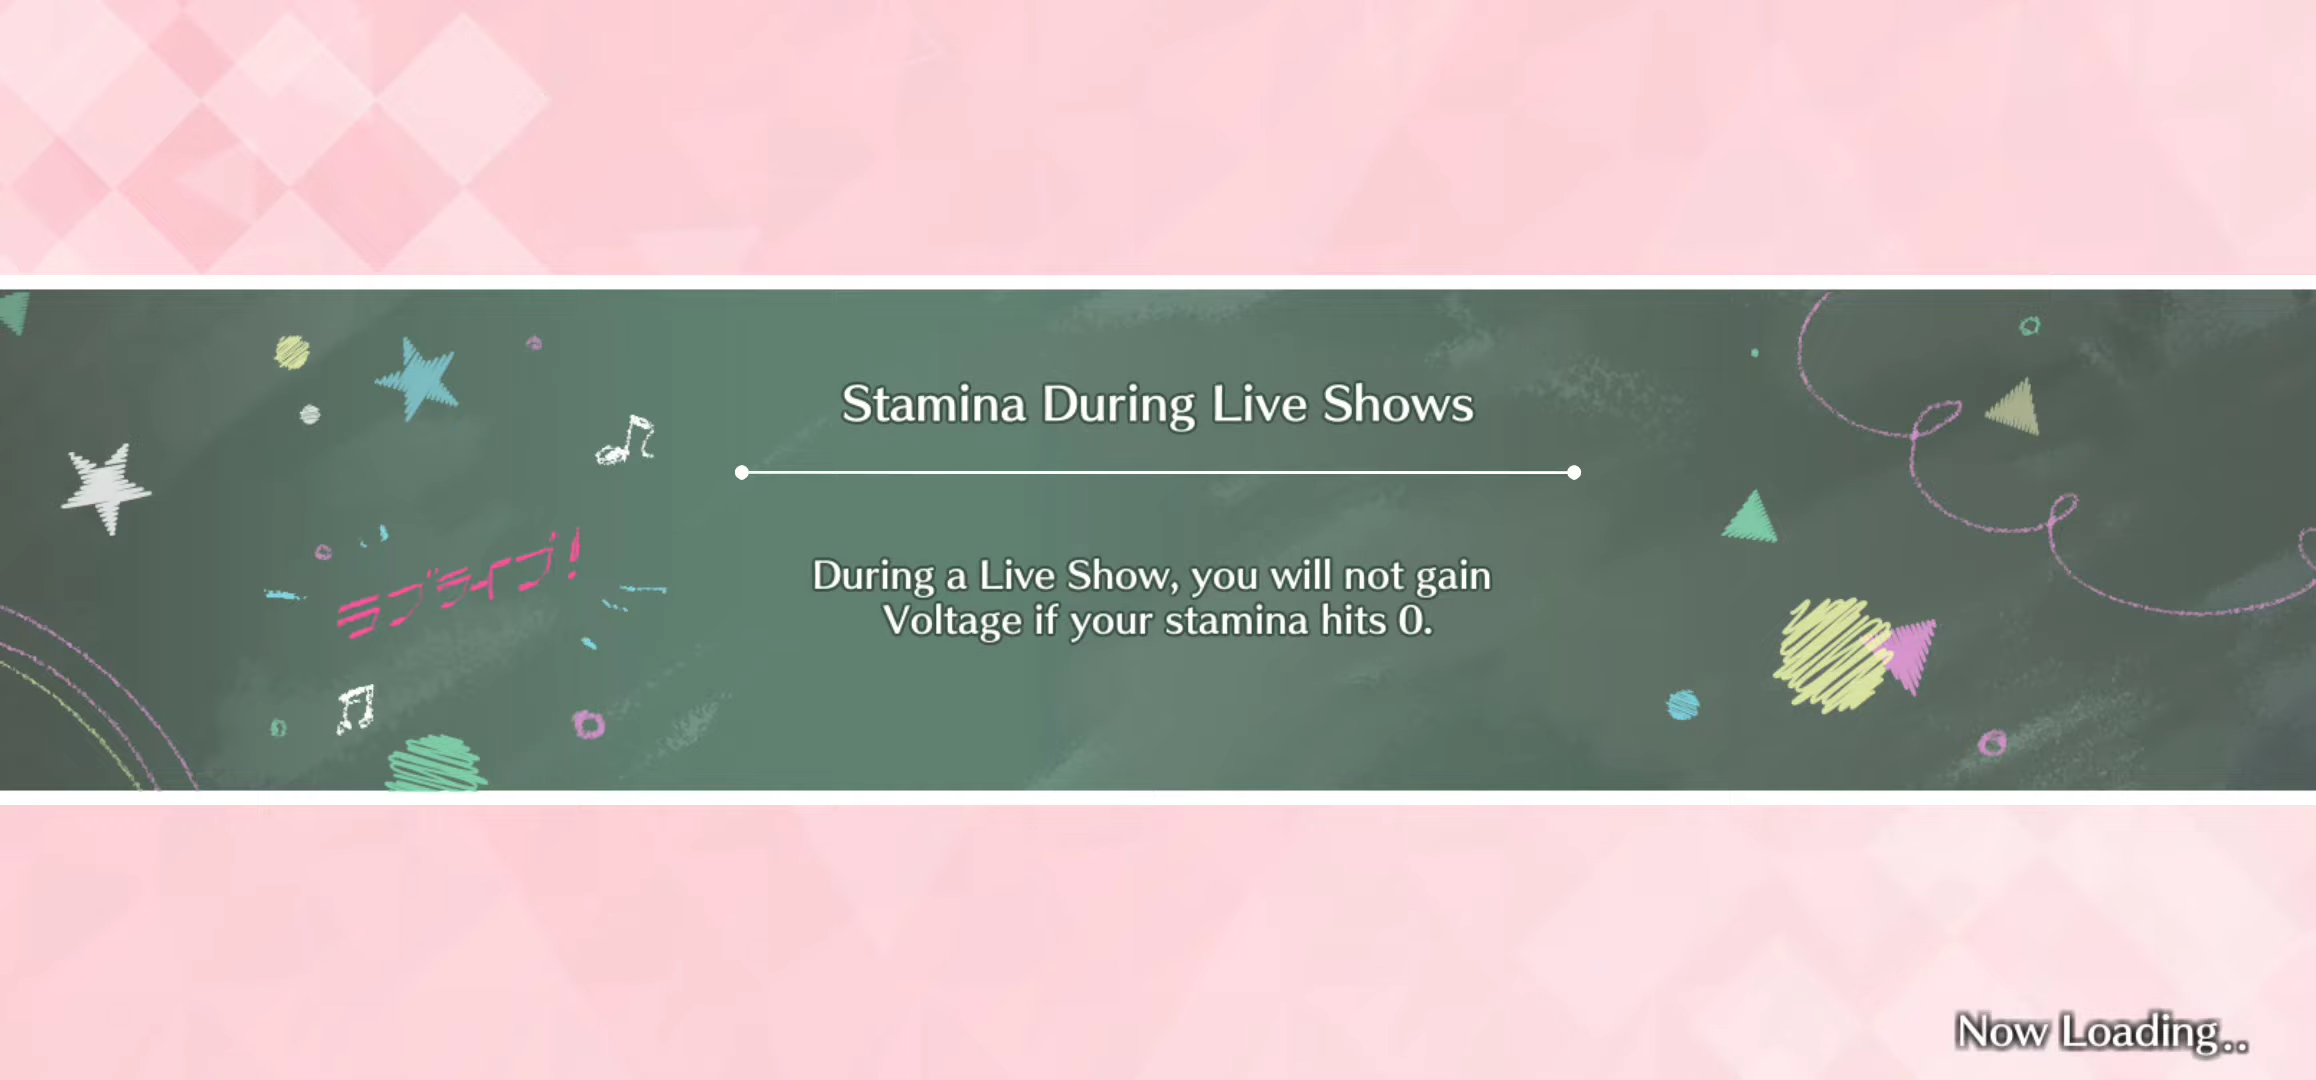 Stamina During Live Shows
ラブライブ!
During a Live Show, you will not gain
Voltage if your stamina hits 0.
Now Loading..